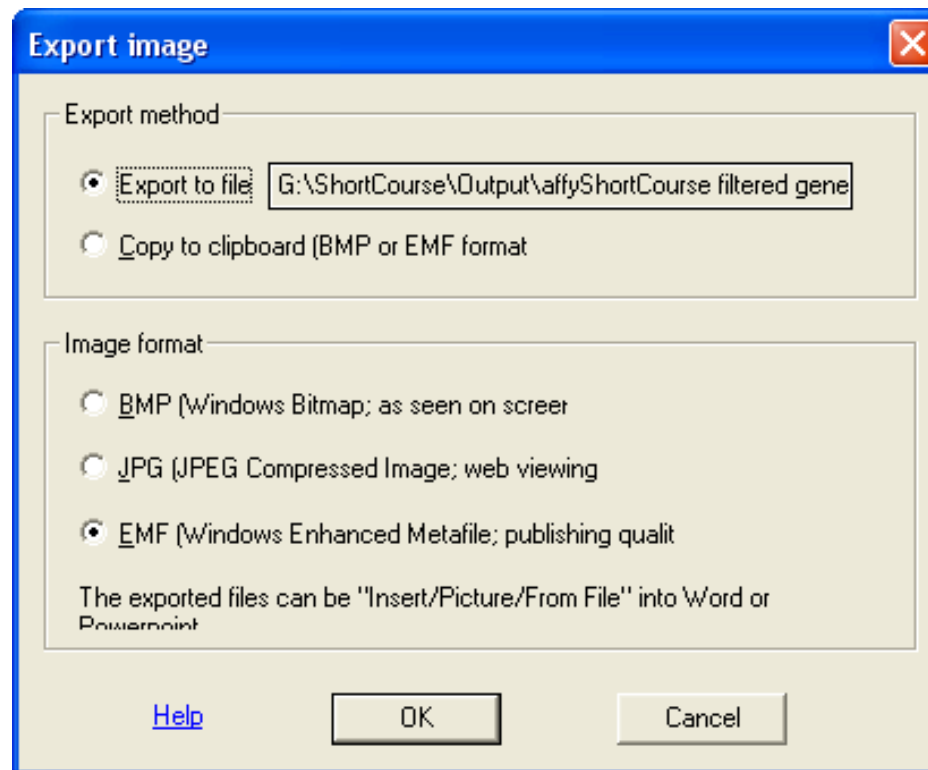 Export image
Export method
Export to file G:\ShortCourse\Output\affyShortCourse filtered gene
Copy to clipboard (BMP or EMF format
Image format
BMP (Windows Bitmap; as seen on screer
JPG (JPEG Compressed Image; web viewing
EMF (Windows Enhanced Metafile; publishing qualit
The exported files can be "Insert/Picture/From File" into Word or
Powerpoint
Help OK Cancel